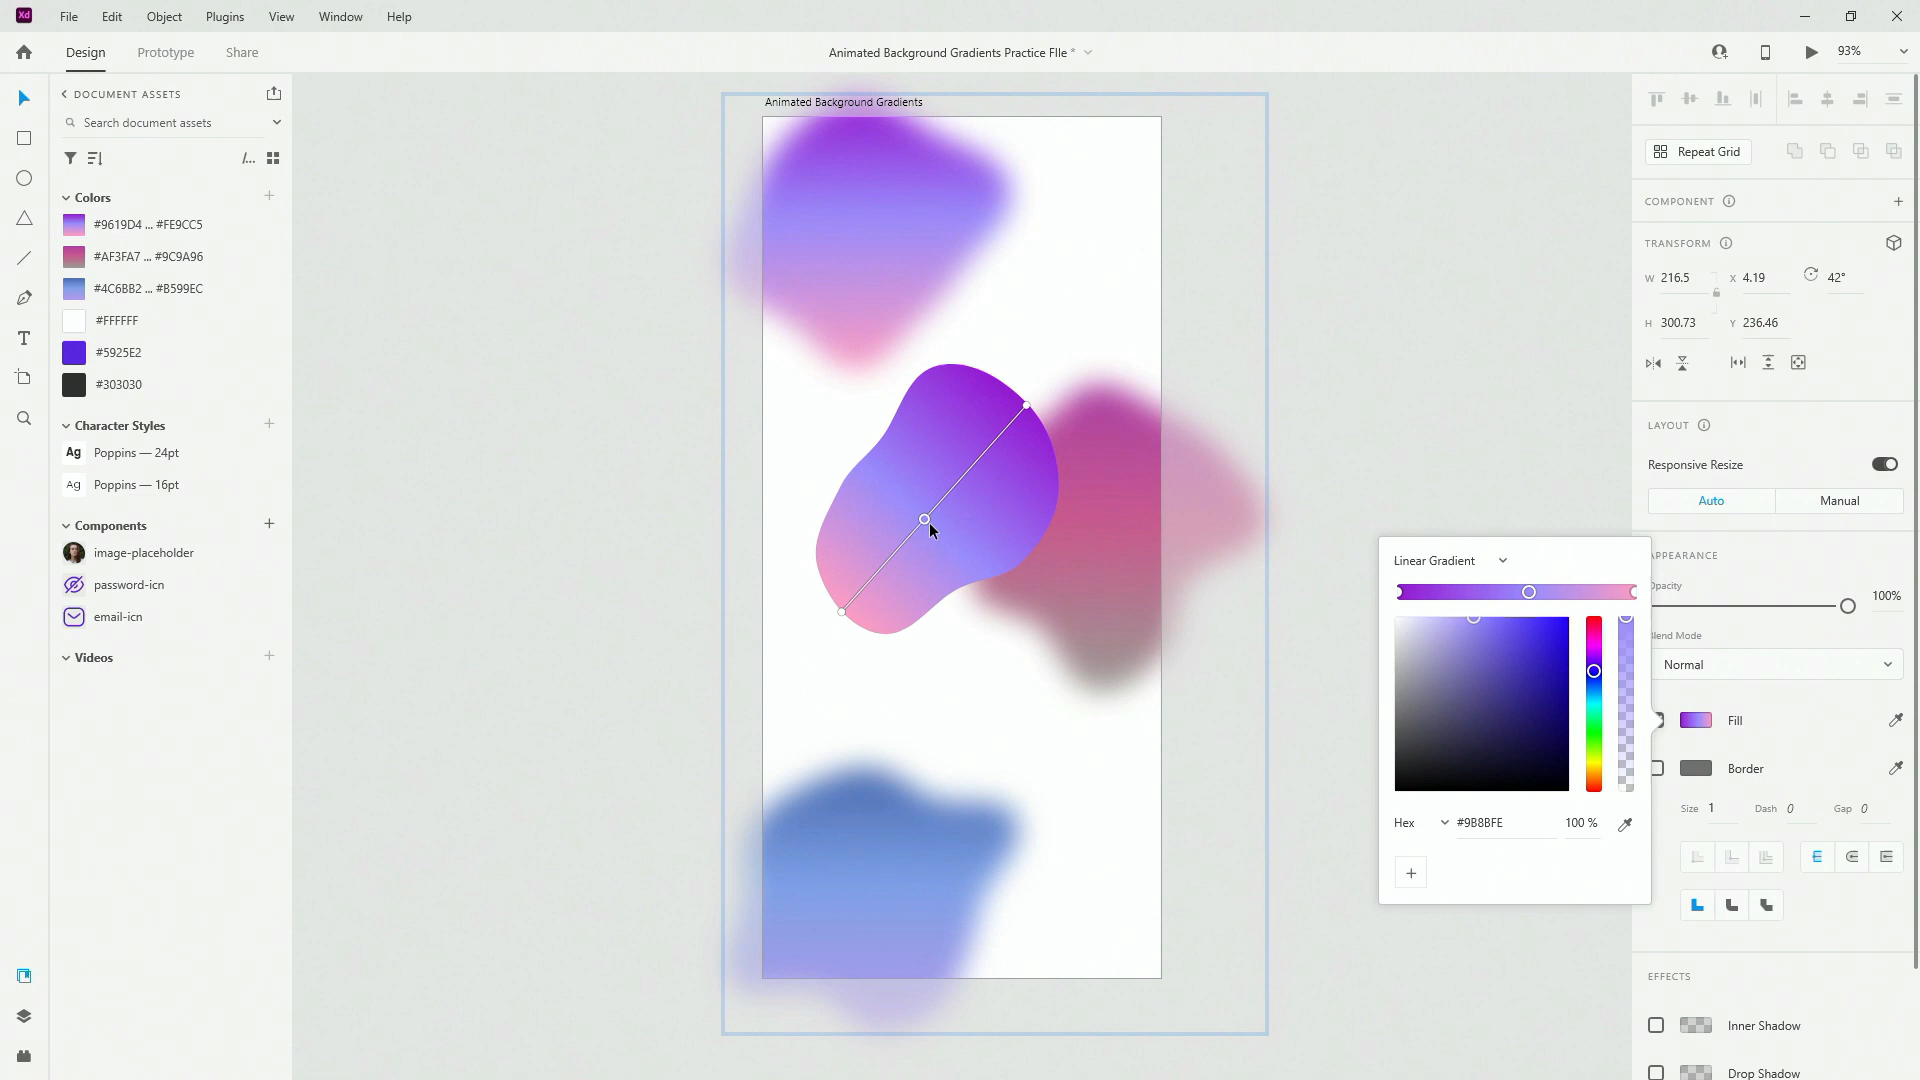 Xd File Edit Object Plugins View Window Help
Design Prototype Share
Animated Background Gradients Practice FIle *
93%
DOCUMENT ASSETS
Search document assets
/...
Colors
#9619D4 ... #FE9CC5
#AF3FA7 ... #9C9A96
#4C6BB2 ... #B599EC
#FFFFFF
#5925E2
#303030
Character Styles
Ag Poppins — 24pt
Ag Poppins — 16pt
Components
image-placeholder
password-icn
email-icn
Videos
Animated Background Gradients
Linear Gradient
Hex #9B8BFE 100 %
Repeat Grid
COMPONENT
TRANSFORM
W 216.5 X 4.19 42°
H 300.73 Y 236.46
LAYOUT
Responsive Resize
Auto Manual
APPEARANCE
Opacity
100%
Blend Mode
Normal
Fill
Border
Size 1 Dash 0 Gap 0
EFFECTS
Inner Shadow
Drop Shadow